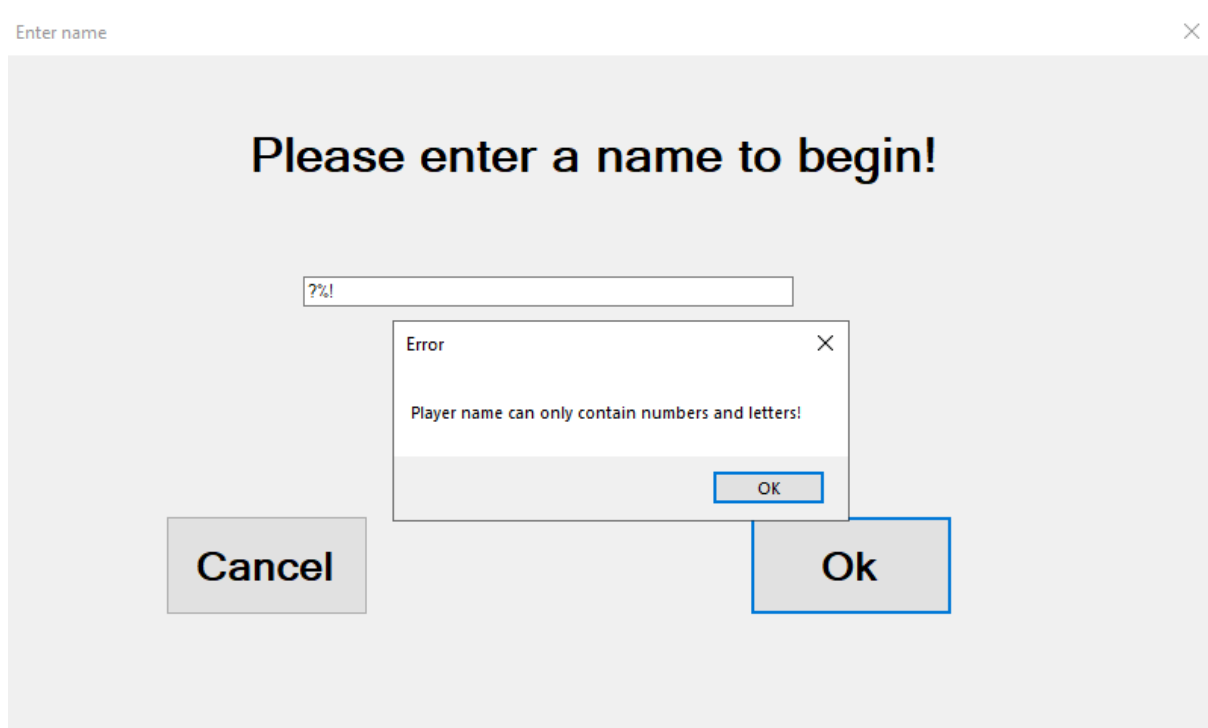 Enter name
Please enter a name to begin!
?%!
Error
Player name can only contain numbers and letters!
OK
Cancel
Ok